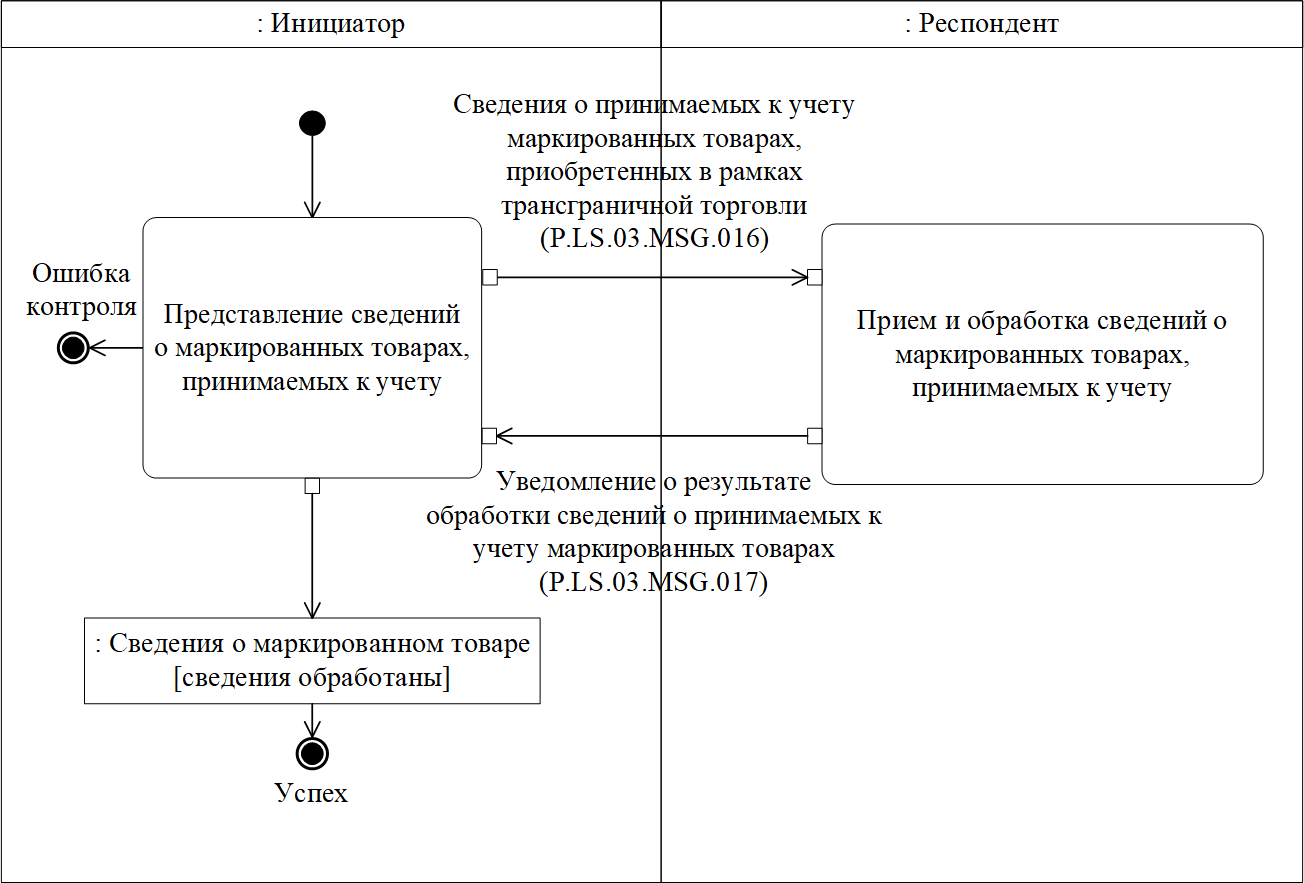 : Инициатор
: Респондент
Сведения о принимаемых к учету
маркированных товарах,
приобретенных в рамках
трансграничной торговли
(P.LS.03.MSG.016)
Ошибка
контроля
Представление сведений
о маркированных товарах,
принимаемых к учету
Прием и обработка сведений о
маркированных товарах,
принимаемых к учету
Уведомление о результате
обработки сведений о принимаемых к
учету маркированных товарах
(P.LS.03.MSG.017)
: Сведения о маркированном товаре
[сведения обработаны]
Успех